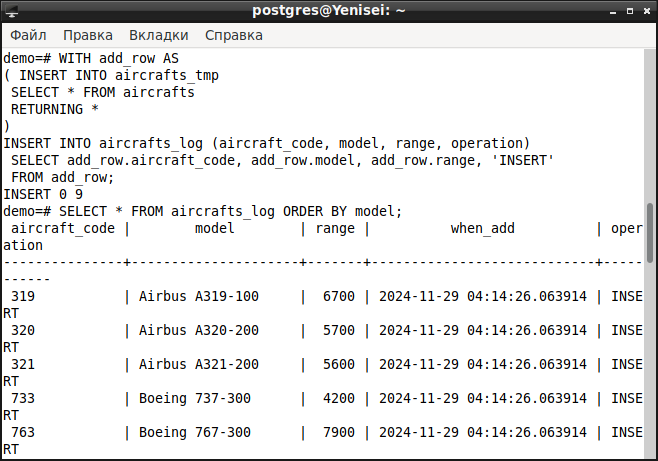 postgres@Yenisei: ~
Файл Правка Вкладки Справка
demo=# WITH add_row AS
( INSERT INTO aircrafts_tmp
 SELECT * FROM aircrafts
 RETURNING *
)
INSERT INTO aircrafts_log (aircraft_code, model, range, operation)
 SELECT add_row.aircraft_code, add_row.model, add_row.range, 'INSERT'
 FROM add_row;
INSERT 0 9
demo=# SELECT * FROM aircrafts_log ORDER BY model;
 aircraft_code |        model        | range |          when_add          | oper
ation
---------------+---------------------+-------+----------------------------+-----
------
 319           | Airbus A319-100     |  6700 | 2024-11-29 04:14:26.063914 | INSE
RT
 320           | Airbus A320-200     |  5700 | 2024-11-29 04:14:26.063914 | INSE
RT
 321           | Airbus A321-200     |  5600 | 2024-11-29 04:14:26.063914 | INSE
RT
 733           | Boeing 737-300      |  4200 | 2024-11-29 04:14:26.063914 | INSE
RT
 763           | Boeing 767-300      |  7900 | 2024-11-29 04:14:26.063914 | INSE
RT